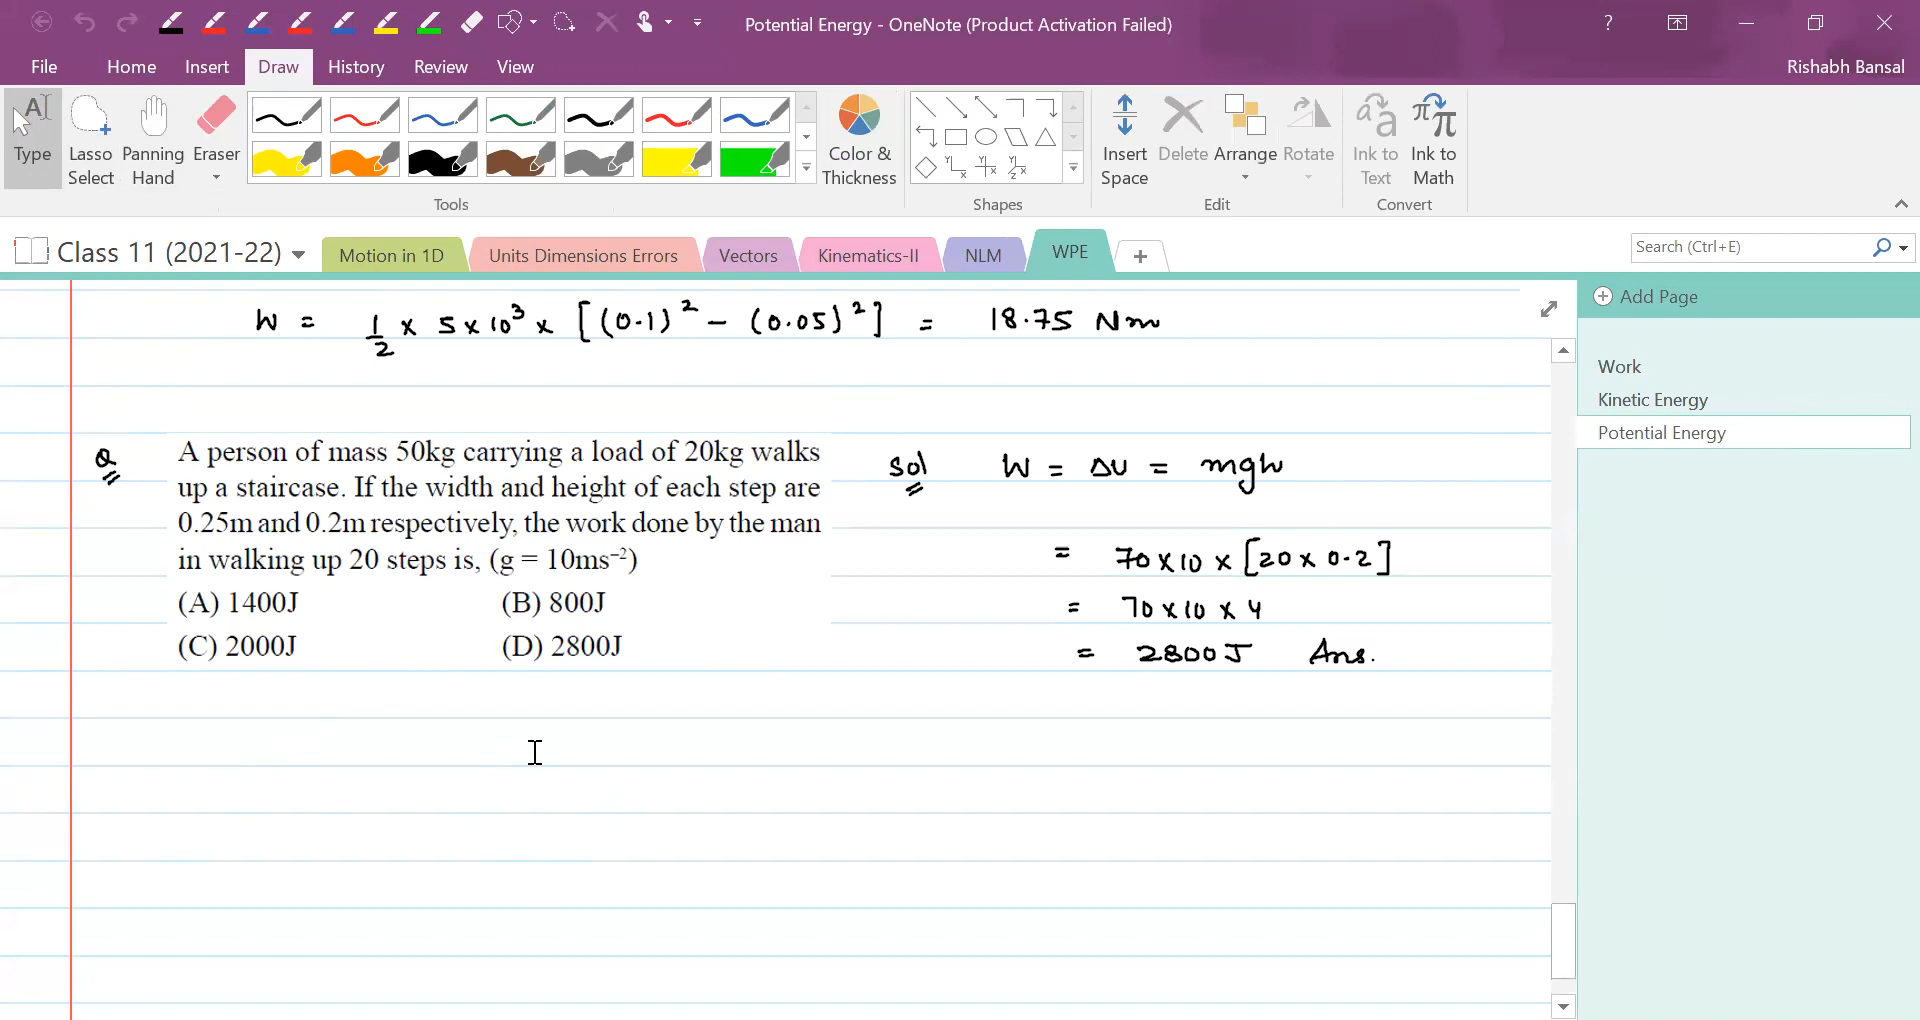 Potential Energy - OneNote (Product Activation Failed)
?
File Home Insert Draw History Review View
Rishabh Bansal
Type
Lasso Select
Panning Hand
Eraser
Color & Thickness
Insert Space
Delete
Arrange
Rotate
Ink to Text
Ink to Math
Tools
Shapes
Edit
Convert
Class 11 (2021-22)
Motion in 1D
Units Dimensions Errors
Vectors
Kinematics-II
NLM
WPE
+
Search (Ctrl+E)
Add Page
Work
Kinetic Energy
Potential Energy
W = 1/2 x 5 x 10³ x [(0.1)² - (0.05)²] = 18.75 Nm
Q
A person of mass 50kg carrying a load of 20kg walks
up a staircase. If the width and height of each step are
0.25m and 0.2m respectively, the work done by the man
in walking up 20 steps is, (g = 10ms⁻²)
(A) 1400J (B) 800J
(C) 2000J (D) 2800J
Sol W = ΔU = mgh
= 70 x 10 x [20 x 0.2]
= 70 x 10 x 4
= 2800 J Ans.